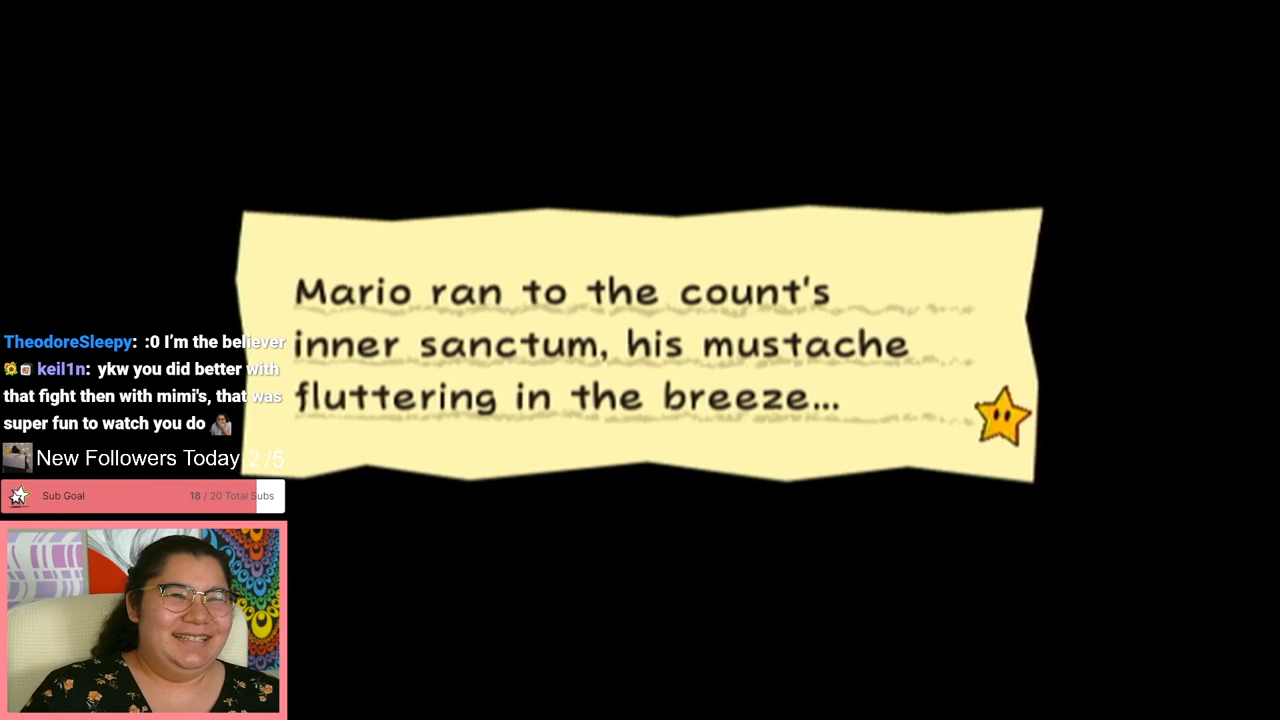 Mario ran to the count's
inner sanctum, his mustache
fluttering in the breeze...
TheodoreSleepy: :0 I'm the believer
keil1n: ykw you did better with
that fight then with mimi's, that was
super fun to watch you do
New Followers Today 2 /5
Sub Goal 18 / 20 Total Subs